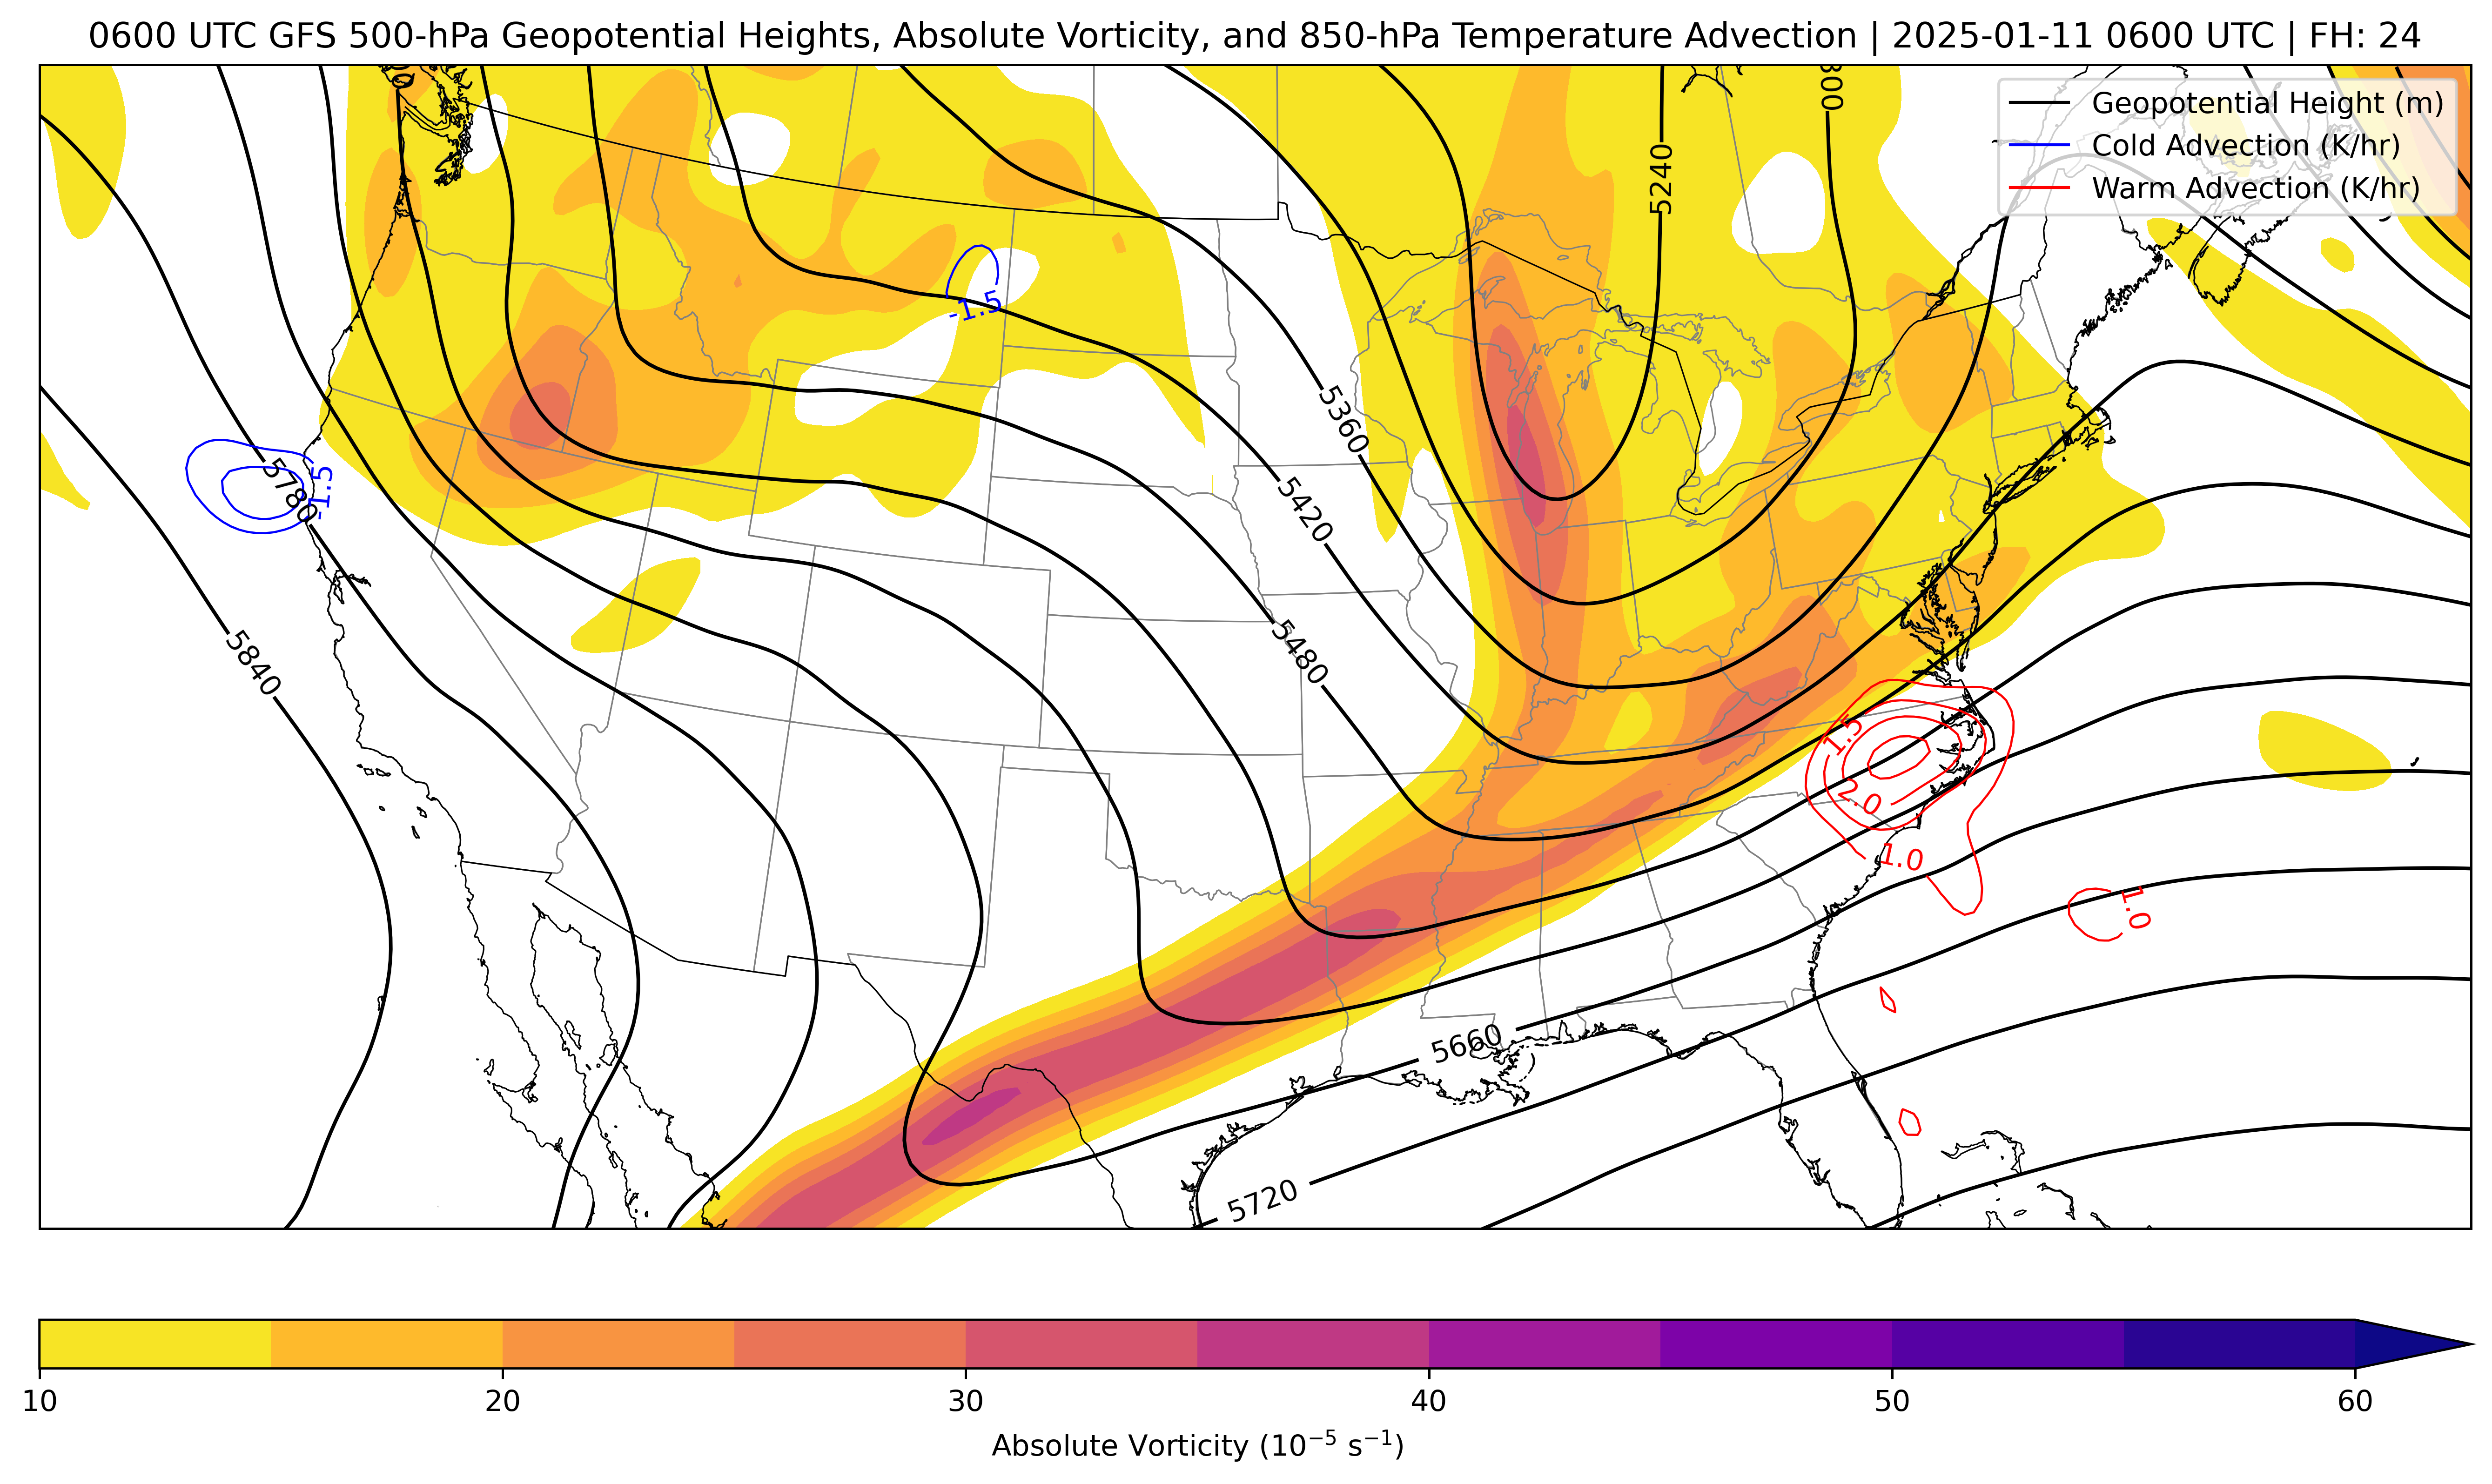 0600 UTC GFS 500-hPa Geopotential Heights, Absolute Vorticity, and 850-hPa Temperature Advection | 2025-01-11 0600 UTC | FH: 24
Geopotential Height (m)
Cold Advection (K/hr)
Warm Advection (K/hr)
5240
-1.5
5360
5780
-1.5
5420
5480
5840
1.5
2.0
1.0
1.0
5660
5720
10 20 30 40 50 60
Absolute Vorticity (10⁻⁵ s⁻¹)